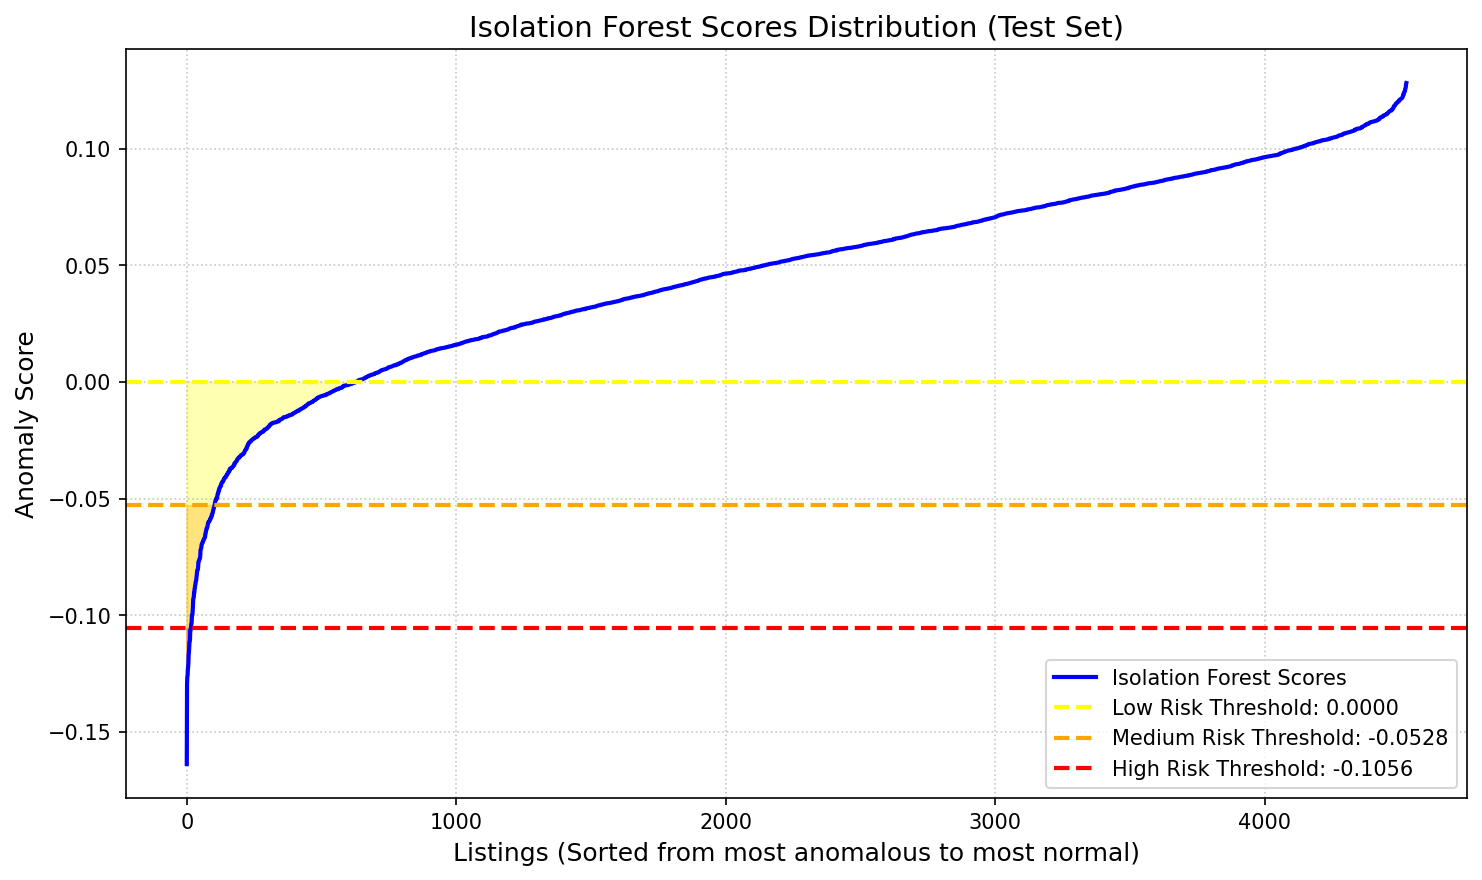 Isolation Forest Scores Distribution (Test Set)
Anomaly Score
0.10
0.05
0.00
−0.05
−0.10
−0.15
Isolation Forest Scores
Low Risk Threshold: 0.0000
Medium Risk Threshold: -0.0528
High Risk Threshold: -0.1056
0 1000 2000 3000 4000
Listings (Sorted from most anomalous to most normal)